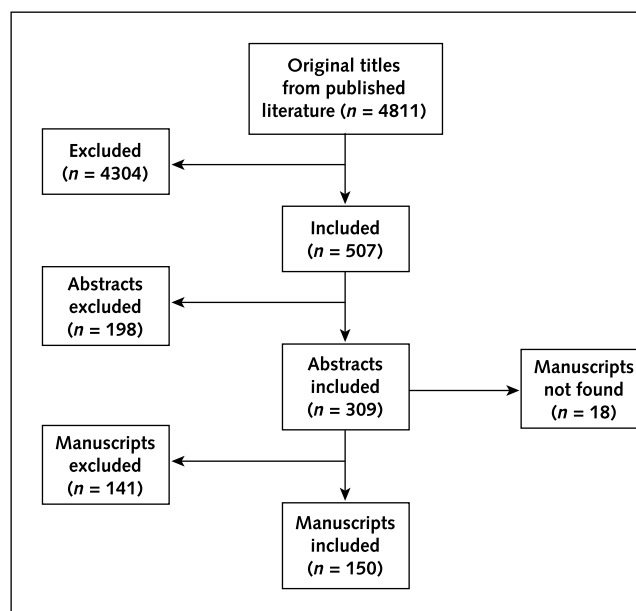 Original titles
from published
literature (n = 4811)
Excluded
(n = 4304)
Included
(n = 507)
Abstracts
excluded
(n = 198)
Abstracts
included
(n = 309)
Manuscripts
not found
(n = 18)
Manuscripts
excluded
(n = 141)
Manuscripts
included
(n = 150)